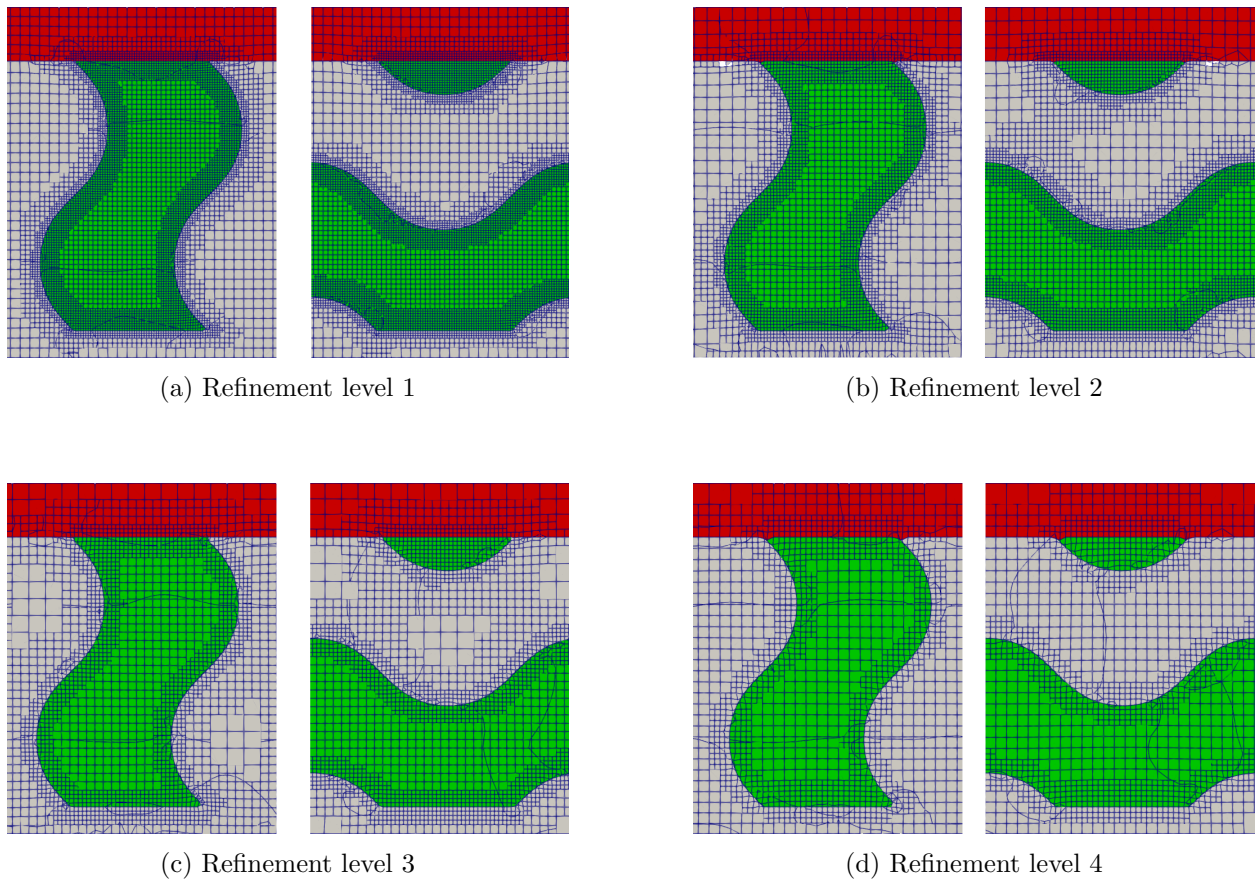 (a) Refinement level 1
(b) Refinement level 2
(c) Refinement level 3
(d) Refinement level 4